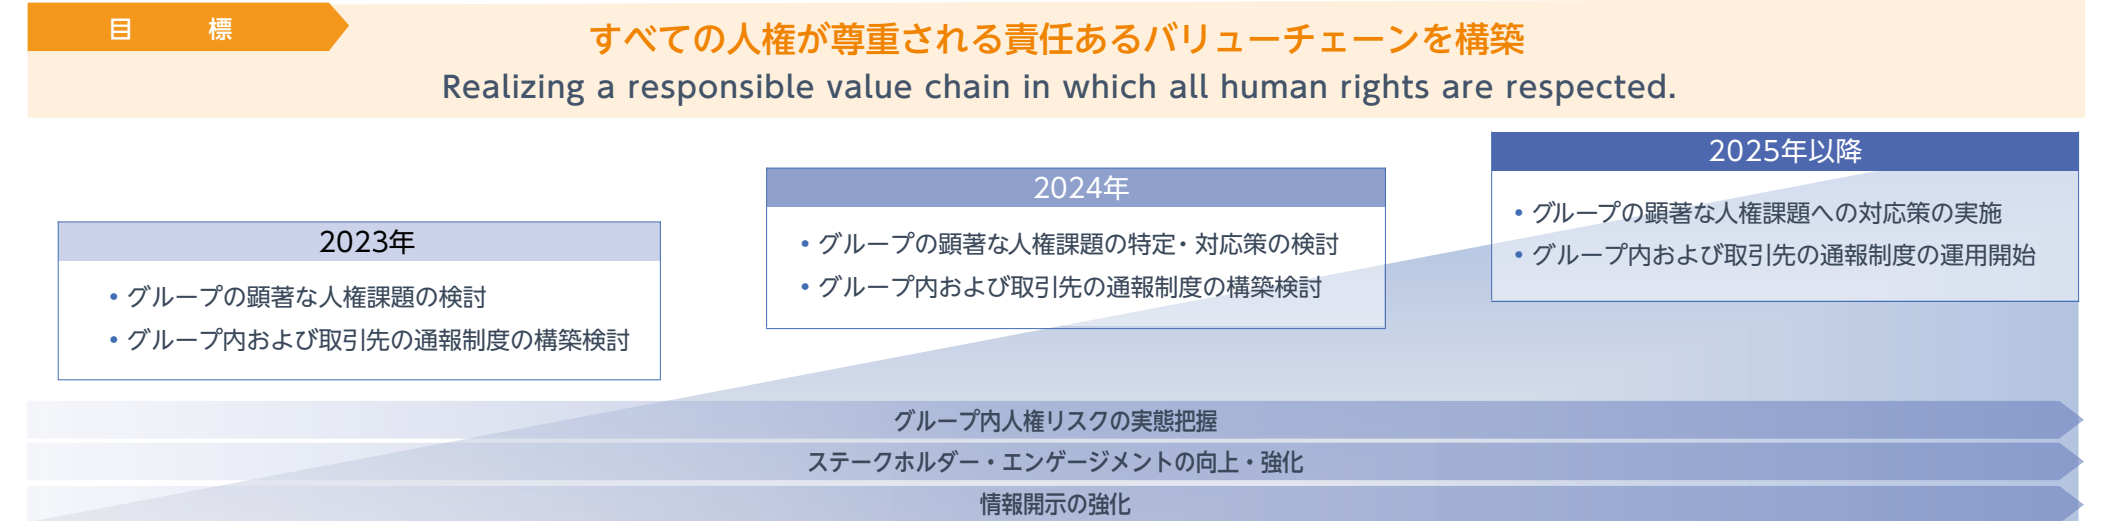 目 標
すべての人権が尊重される責任あるバリューチェーンを構築
Realizing a responsible value chain in which all human rights are respected.
2023年
• グループの顕著な人権課題の検討
• グループ内および取引先の通報制度の構築検討
2024年
• グループの顕著な人権課題の特定・対応策の検討
• グループ内および取引先の通報制度の構築検討
2025年以降
• グループの顕著な人権課題への対応策の実施
• グループ内および取引先の通報制度の運用開始
グループ内人権リスクの実態把握
ステークホルダー・エンゲージメントの向上・強化
情報開示の強化